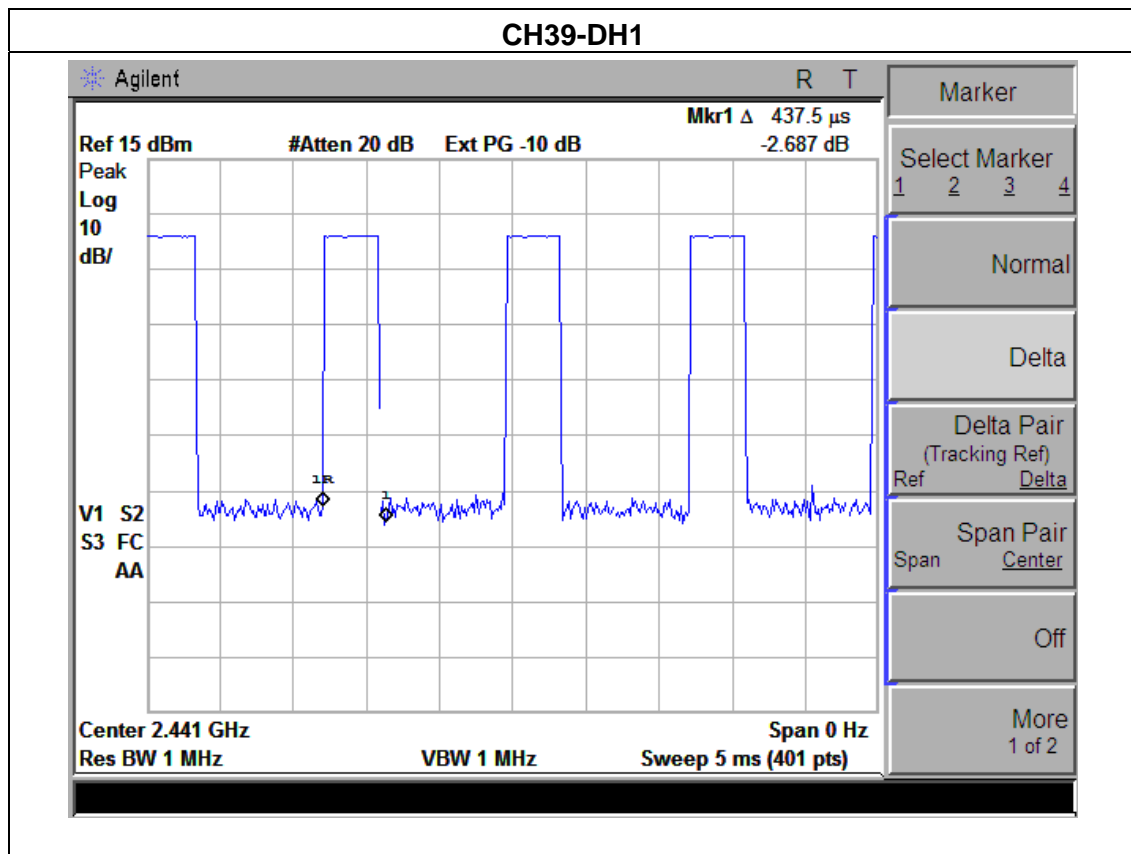 CH39-DH1
Agilent
R T
Mkr1 Δ 437.5 µs
Ref 15 dBm #Atten 20 dB Ext PG -10 dB -2.687 dB
Peak
Log
10
dB/
1R
1
V1 S2
S3 FC
AA
Center 2.441 GHz Span 0 Hz
Res BW 1 MHz VBW 1 MHz Sweep 5 ms (401 pts)
Marker
Select Marker
1 2 3 4
Normal
Delta
Delta Pair
(Tracking Ref)
Ref Delta
Span Pair
Span Center
Off
More
1 of 2